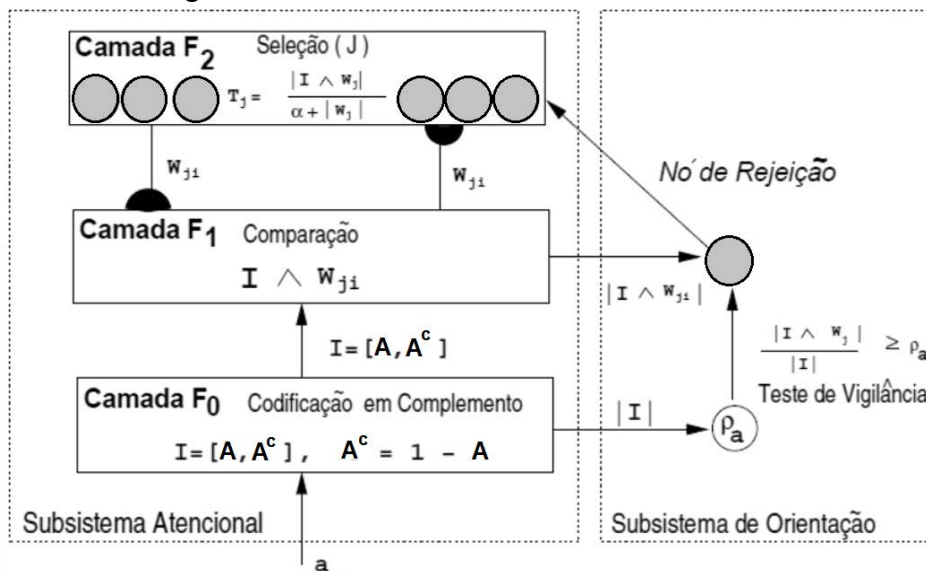 Camada F₂ Seleção ( J )
Tⱼ = |I ∧ Wⱼ| / α + |Wⱼ|
Wⱼᵢ
Wⱼᵢ
Nó de Rejeição
Camada F₁ Comparação
I ∧ Wⱼᵢ
|I ∧ Wⱼᵢ|
I=[A,Aᶜ]
|I ∧ Wⱼ| / |I| ≥ ρₐ
Teste de Vigilância
Camada F₀ Codificação em Complemento
I=[A,Aᶜ], Aᶜ = 1 - A
|I|
ρₐ
Subsistema Atencional
Subsistema de Orientação
a